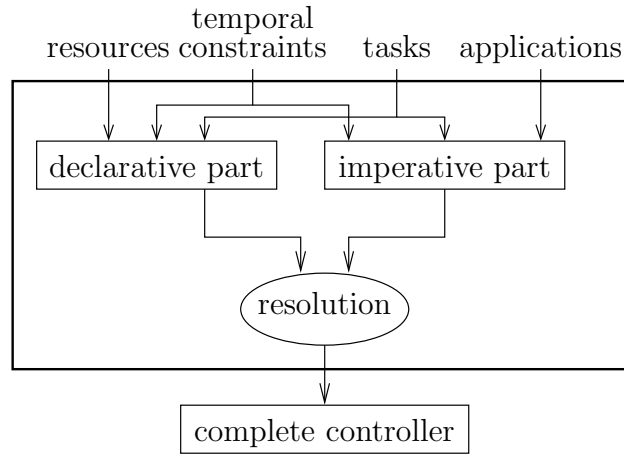 temporal
resources constraints tasks applications
declarative part imperative part
resolution
complete controller